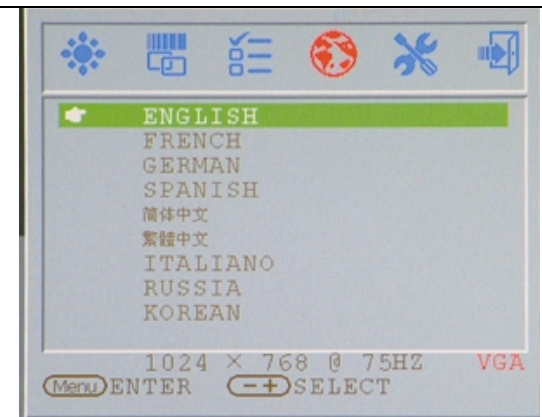 ENGLISH
FRENCH
GERMAN
SPANISH
简体中文
繁體中文
ITALIANO
RUSSIA
KOREAN
1024 × 768 @ 75HZ VGA
Menu ENTER - + SELECT